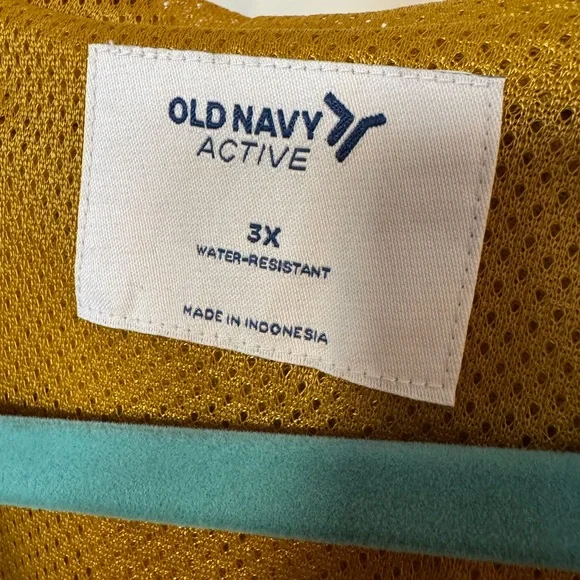 OLD NAVY
ACTIVE
3X
WATER-RESISTANT
MADE IN INDONESIA